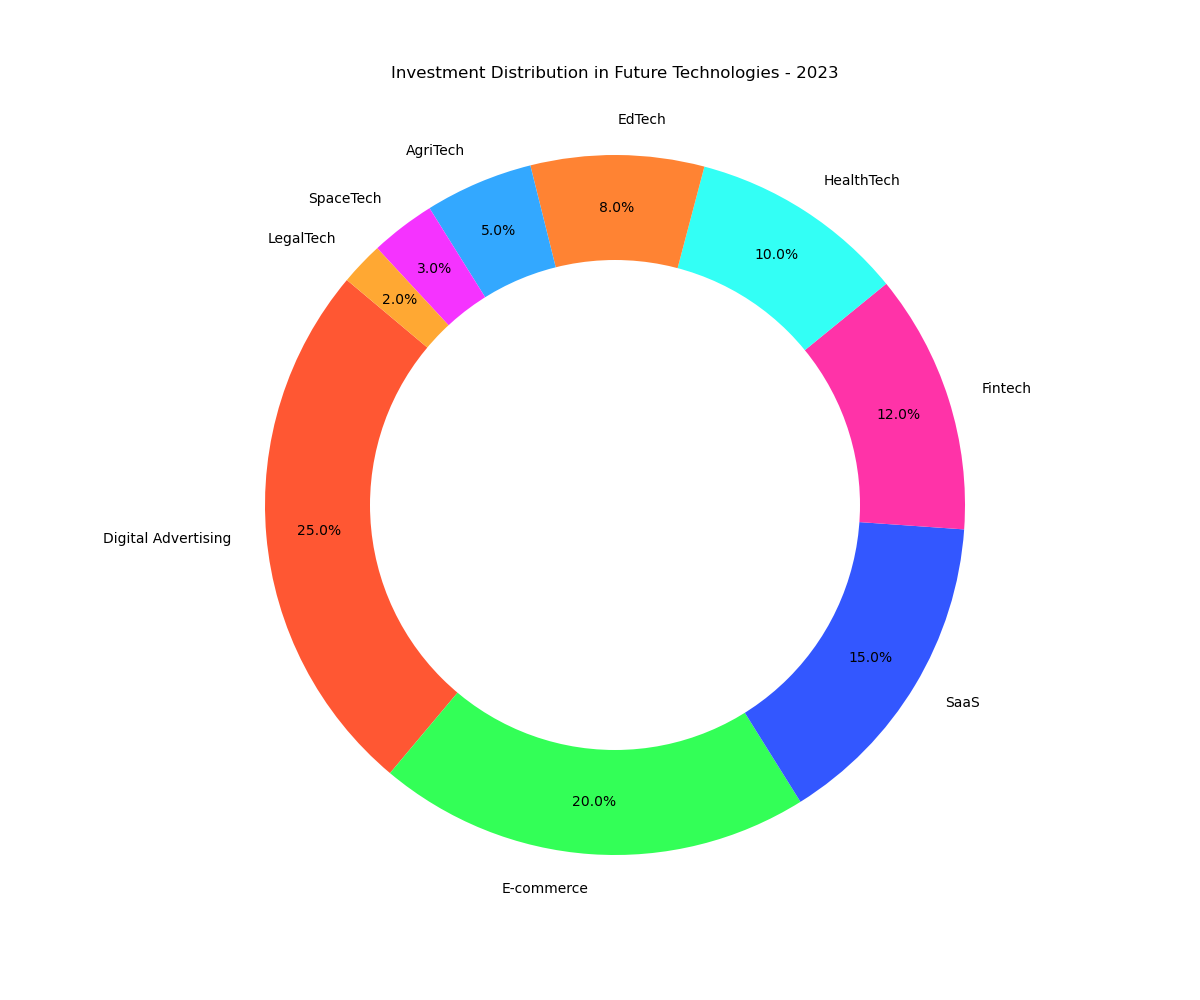 Investment Distribution in Future Technologies - 2023
EdTech
AgriTech
HealthTech
SpaceTech
8.0%
5.0%
LegalTech
10.0%
3.0%
2.0%
Fintech
12.0%
25.0%
Digital Advertising
15.0%
SaaS
20.0%
E-commerce